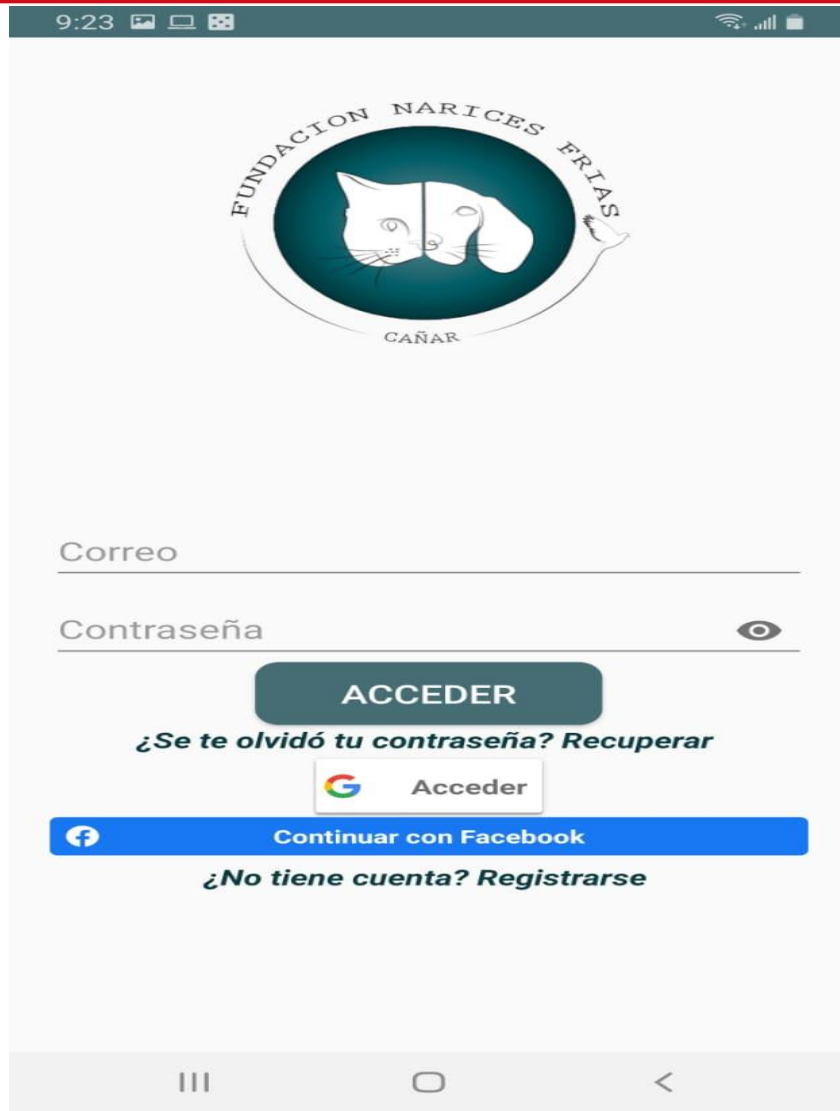 9:23
FUNDACION NARICES FRIAS
CAÑAR
Correo
Contraseña
ACCEDER
¿Se te olvidó tu contraseña? Recuperar
G Acceder
Continuar con Facebook
¿No tiene cuenta? Registrarse